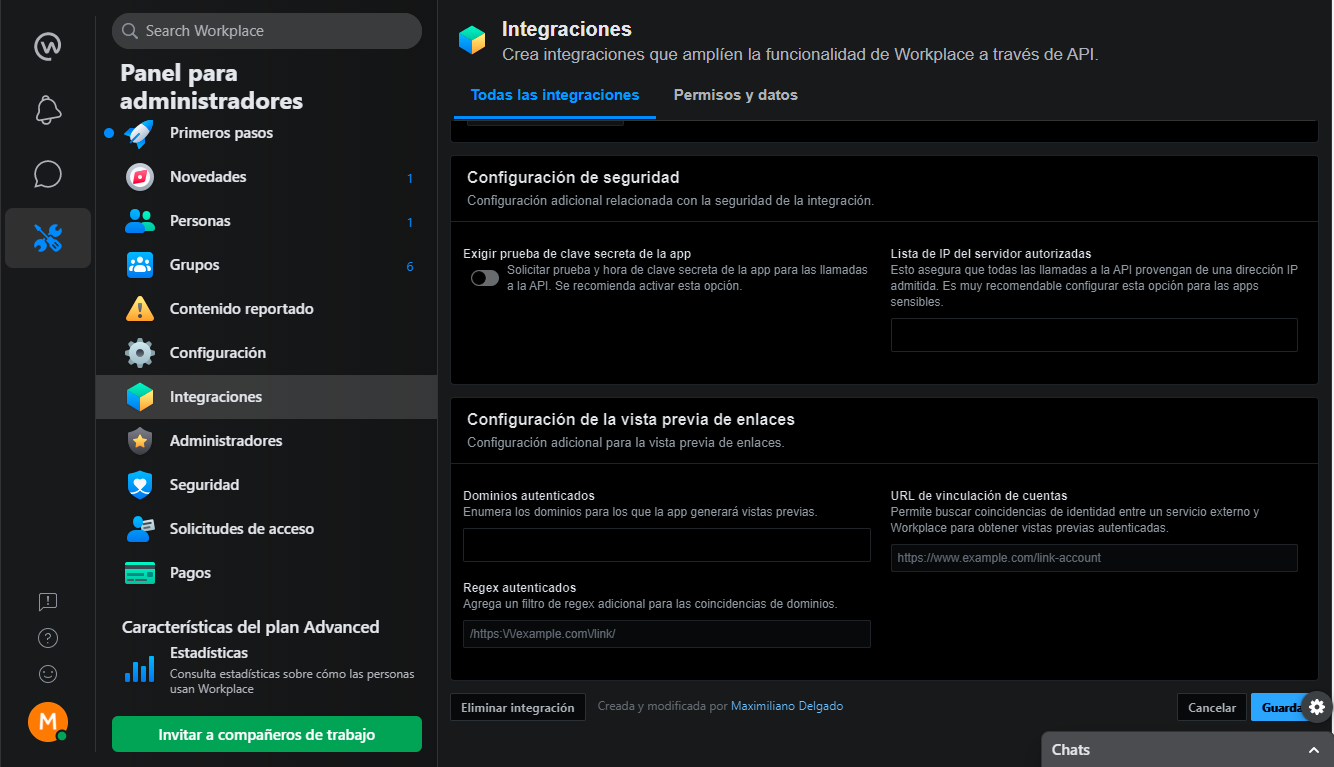 Search Workplace
Panel para
administradores
Primeros pasos
Novedades
1
Personas
1
Grupos
6
Contenido reportado
Configuración
Integraciones
Administradores
Seguridad
Solicitudes de acceso
Pagos
Características del plan Advanced
Estadísticas
Consulta estadísticas sobre cómo las personas
usan Workplace
Invitar a compañeros de trabajo
M
Integraciones
Crea integraciones que amplíen la funcionalidad de Workplace a través de API.
Todas las integraciones
Permisos y datos
Configuración de seguridad
Configuración adicional relacionada con la seguridad de la integración.
Exigir prueba de clave secreta de la app
Solicitar prueba y hora de clave secreta de la app para las llamadas
a la API. Se recomienda activar esta opción.
Lista de IP del servidor autorizadas
Esto asegura que todas las llamadas a la API provengan de una dirección IP
admitida. Es muy recomendable configurar esta opción para las apps
sensibles.
Configuración de la vista previa de enlaces
Configuración adicional para la vista previa de enlaces.
Dominios autenticados
Enumera los dominios para los que la app generará vistas previas.
Regex autenticados
Agrega un filtro de regex adicional para las coincidencias de dominios.
/https:\/\/example.com\/link/
URL de vinculación de cuentas
Permite buscar coincidencias de identidad entre un servicio externo y
Workplace para obtener vistas previas autenticadas.
https://www.example.com/link-account
Eliminar integración
Creada y modificada por Maximiliano Delgado
Cancelar
Guarda
Chats